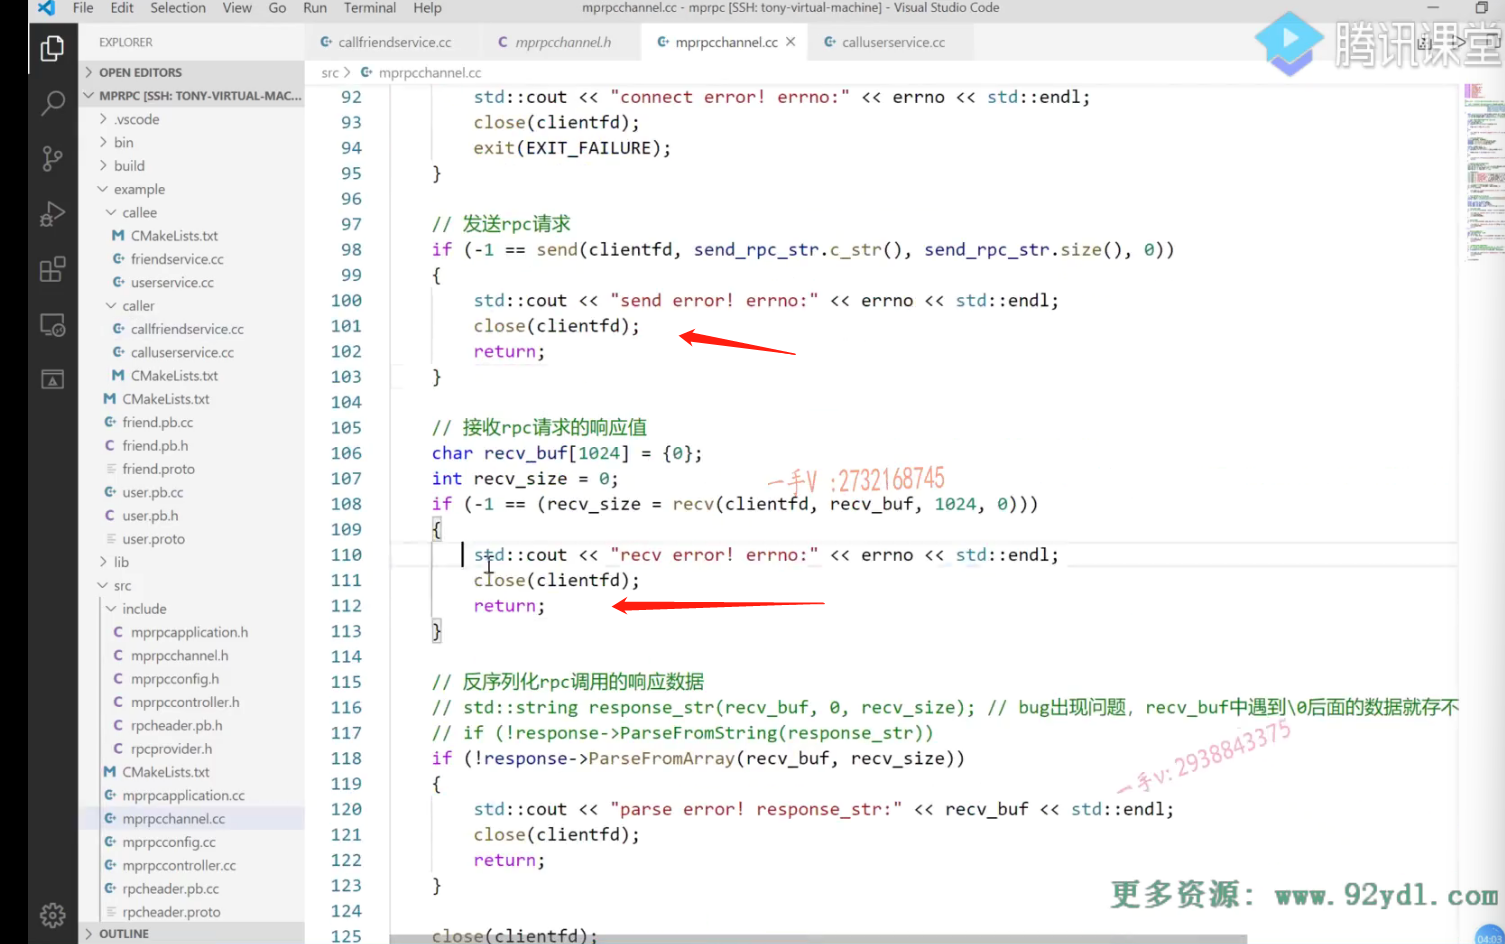 File Edit Selection View Go Run Terminal Help
mprpcchannel.cc - mprpc [SSH: tony-virtual-machine] - Visual Studio Code
腾讯课堂
EXPLORER
OPEN EDITORS
MPRPC [SSH: TONY-VIRTUAL-MAC...
.vscode
bin
build
example
callee
CMakeLists.txt
friendservice.cc
userservice.cc
caller
callfriendservice.cc
calluserservice.cc
CMakeLists.txt
CMakeLists.txt
friend.pb.cc
friend.pb.h
friend.proto
user.pb.cc
user.pb.h
user.proto
lib
src
include
mprpcapplication.h
mprpcchannel.h
mprpcconfig.h
mprpccontroller.h
rpcheader.pb.h
rpcprovider.h
CMakeLists.txt
mprpcapplication.cc
mprpcchannel.cc
mprpcconfig.cc
mprpccontroller.cc
rpcheader.pb.cc
rpcheader.proto
OUTLINE
callfriendservice.cc mprpcchannel.h mprpcchannel.cc calluserservice.cc
src > mprpcchannel.cc
92 std::cout << "connect error! errno:" << errno << std::endl;
93 close(clientfd);
94 exit(EXIT_FAILURE);
95 }
96
97 // 发送rpc请求
98 if (-1 == send(clientfd, send_rpc_str.c_str(), send_rpc_str.size(), 0))
99 {
100 std::cout << "send error! errno:" << errno << std::endl;
101 close(clientfd);
102 return;
103 }
104
105 // 接收rpc请求的响应值
106 char recv_buf[1024] = {0};
107 int recv_size = 0;
一手V :2732168745
108 if (-1 == (recv_size = recv(clientfd, recv_buf, 1024, 0)))
109 {
110 std::cout << "recv error! errno:" << errno << std::endl;
111 close(clientfd);
112 return;
113 }
114
115 // 反序列化rpc调用的响应数据
116 // std::string response_str(recv_buf, 0, recv_size); // bug出现问题，recv_buf中遇到\0后面的数据就存不
117 // if (!response->ParseFromString(response_str))
118 if (!response->ParseFromArray(recv_buf, recv_size))
一手v: 2938843375
119 {
120 std::cout << "parse error! response_str:" << recv_buf << std::endl;
121 close(clientfd);
122 return;
123 }
124
125 close(clientfd);
更多资源: www.92yd1.com
04:03